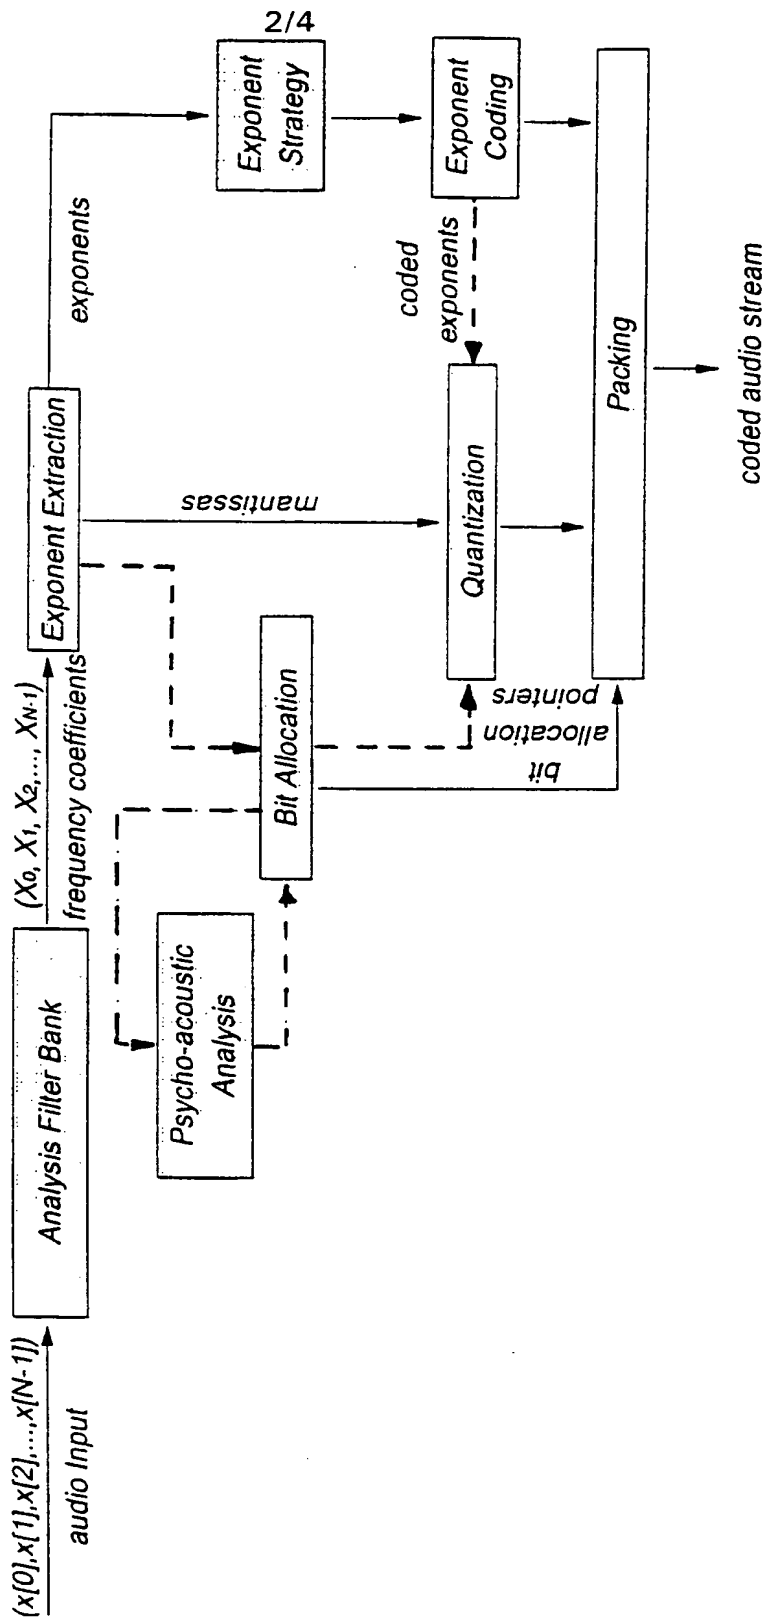 2/4
(x[0],x[1],x[2],...,x[N-1])
audio Input
Analysis Filter Bank
(X0, X1, X2,..., XN-1)
frequency coefficients
Exponent Extraction
exponents
Exponent
Strategy
Exponent
Coding
coded
exponents
mantissas
Psycho-acoustic
Analysis
Bit Allocation
bit
allocation
pointers
Quantization
Packing
coded audio stream